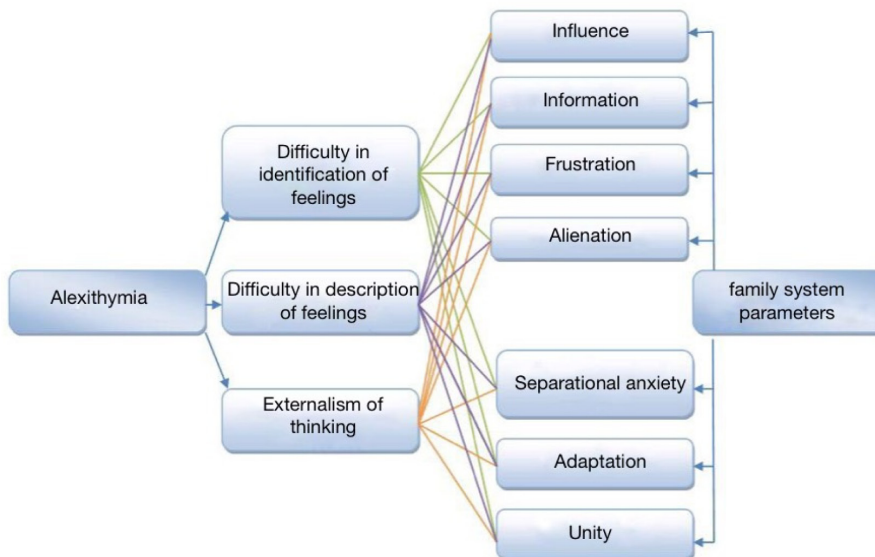 Influence
Information
Difficulty in
identification of
feelings
Frustration
Alienation
Alexithymia
Difficulty in description
of feelings
family system
parameters
Separational anxiety
Externalism of
thinking
Adaptation
Unity